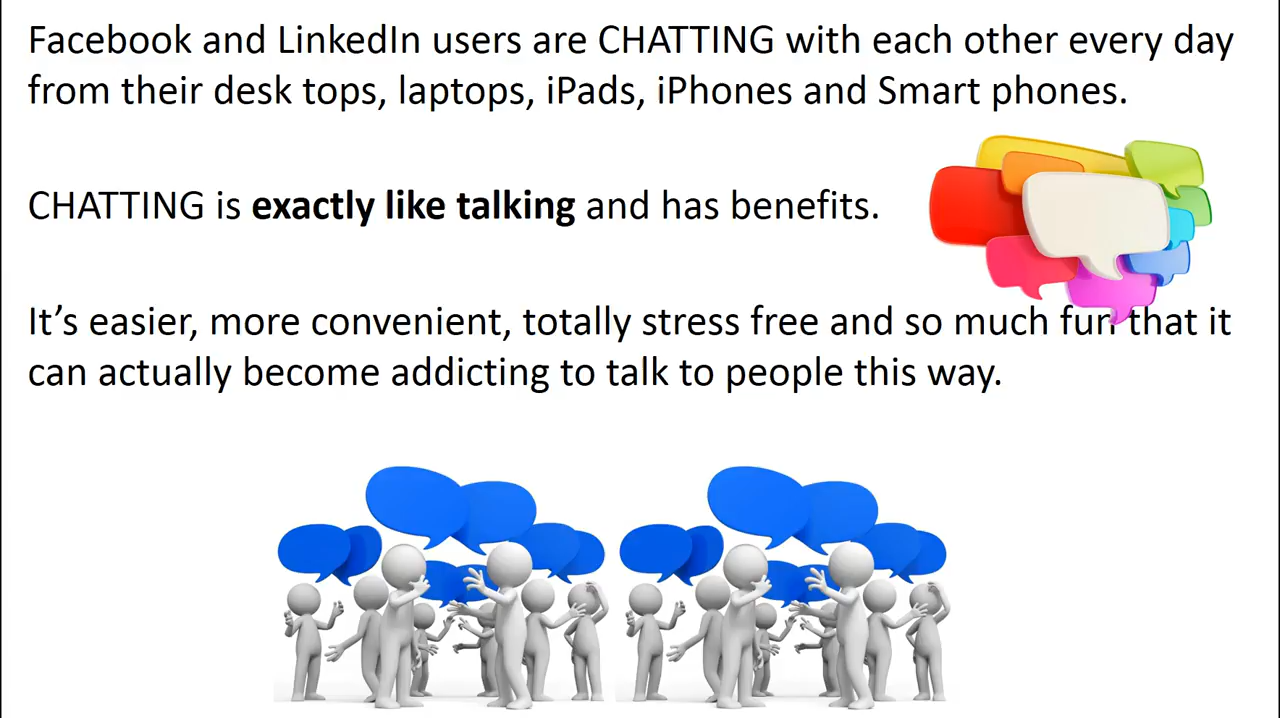 Facebook and LinkedIn users are CHATTING with each other every day
from their desk tops, laptops, iPads, iPhones and Smart phones.
CHATTING is exactly like talking and has benefits.
It’s easier, more convenient, totally stress free and so much fun that it
can actually become addicting to talk to people this way.